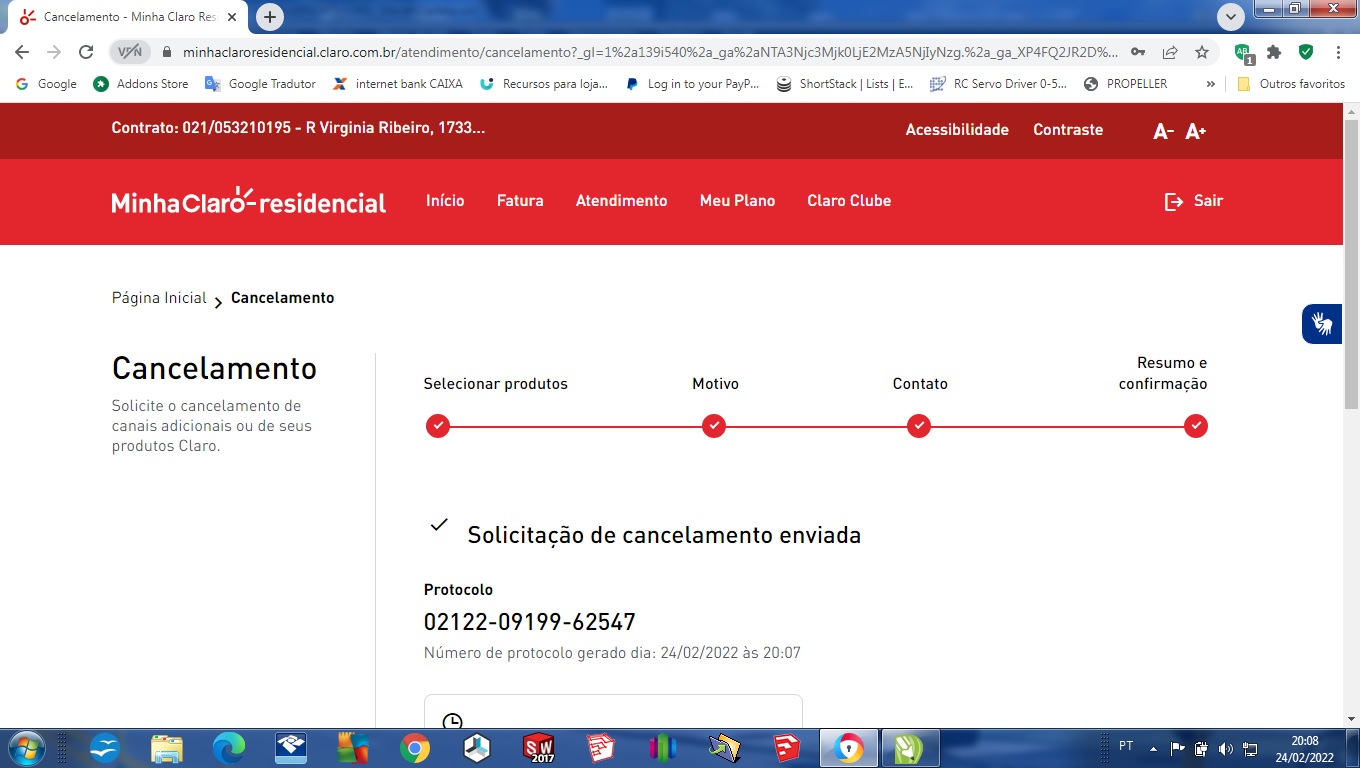 Cancelamento - Minha Claro Res
VPN
minhaclaroresidencial.claro.com.br/atendimento/cancelamento?_gl=1%2a139i540%2a_ga%2aNTA3Njc3Mjk0LjE2MzA5NjIyNzg.%2a_ga_XP4FQ2JR2D%...
1
Google
Addons Store
Google Tradutor
internet bank CAIXA
Recursos para loja...
Log in to your PayP...
ShortStack | Lists | E...
RC Servo Driver 0-5...
PROPELLER
»
Outros favoritos
Contrato: 021/053210195 - R Virginia Ribeiro, 1733...
Acessibilidade
Contraste
A-
A+
Minha Claro- residencial
Início
Fatura
Atendimento
Meu Plano
Claro Clube
Sair
Página Inicial
Cancelamento
Cancelamento
Solicite o cancelamento de
canais adicionais ou de seus
produtos Claro.
Selecionar produtos
Motivo
Contato
Resumo e
confirmação
Solicitação de cancelamento enviada
Protocolo
02122-09199-62547
Número de protocolo gerado dia: 24/02/2022 às 20:07
SW
2017
PT
20:08
24/02/2022